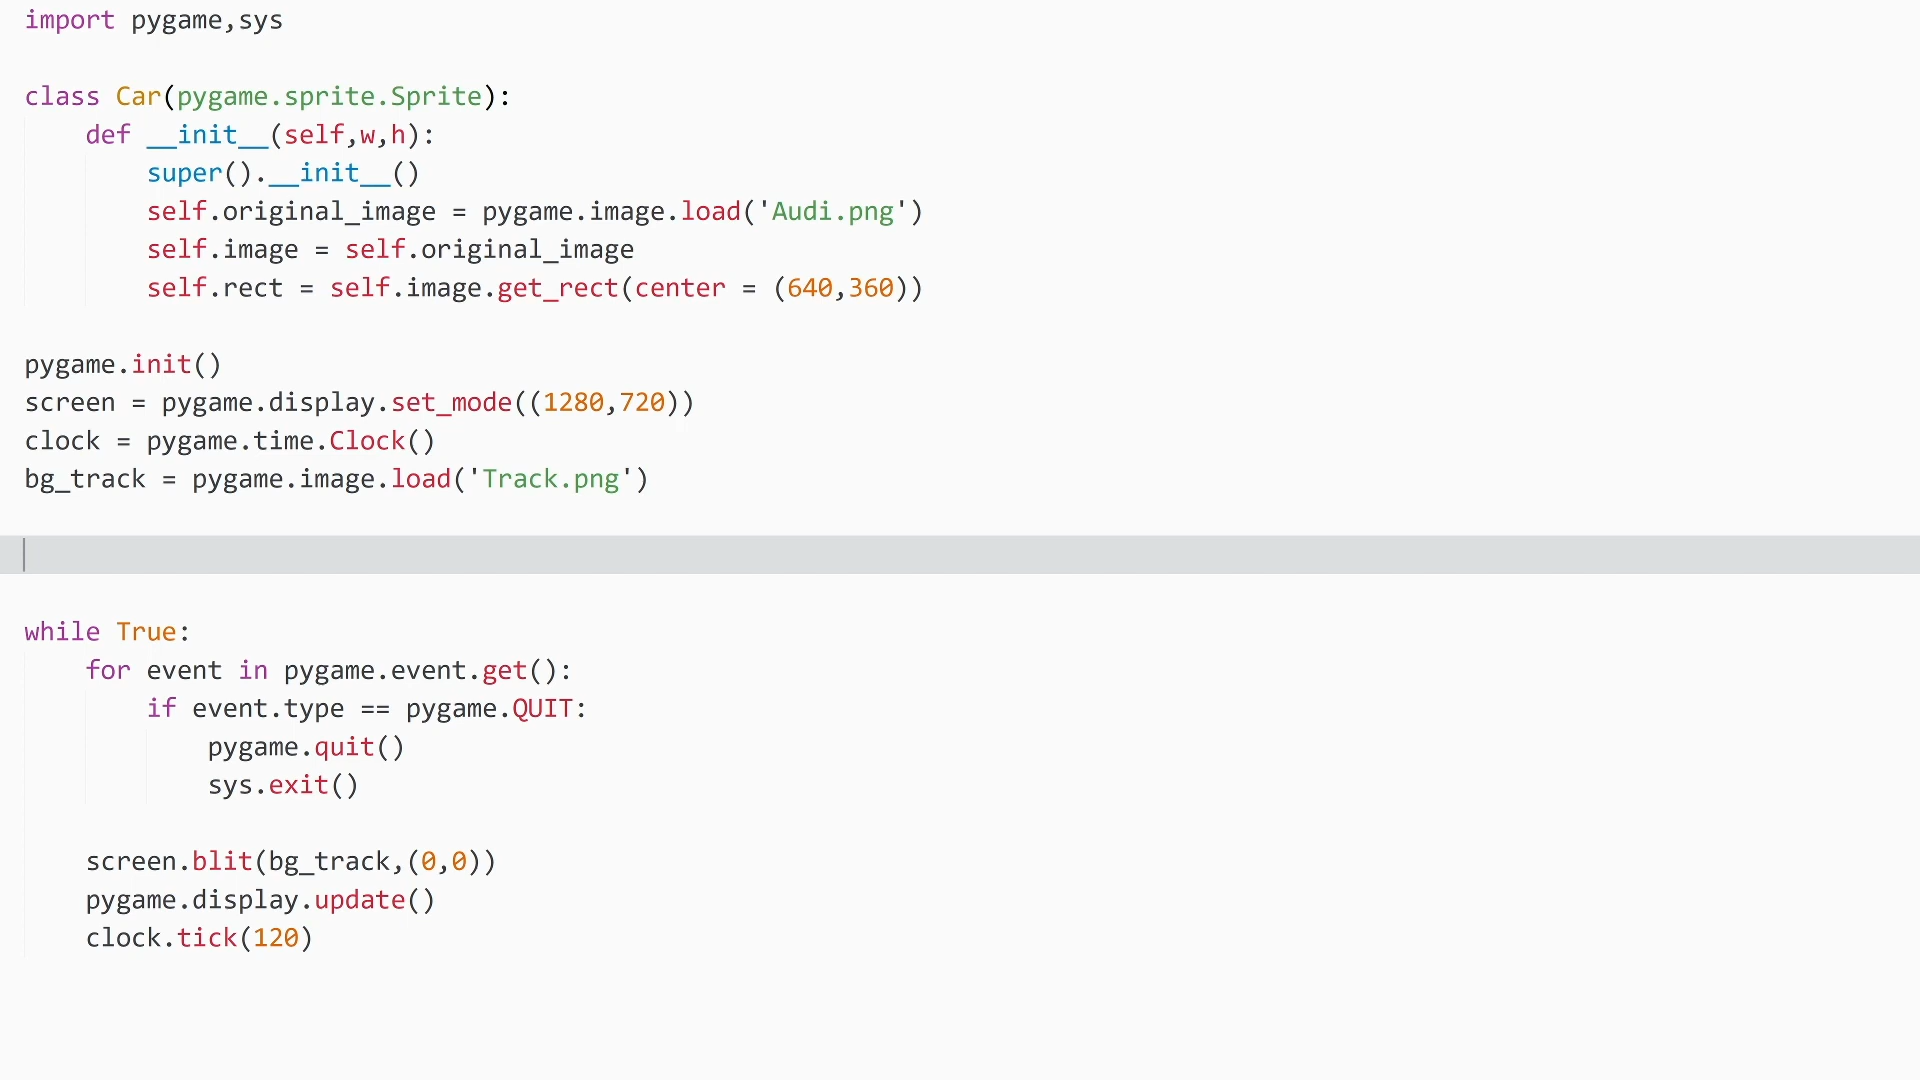 import pygame,sys
class Car(pygame.sprite.Sprite):
    def __init__(self,w,h):
        super().__init__()
        self.original_image = pygame.image.load('Audi.png')
        self.image = self.original_image
        self.rect = self.image.get_rect(center = (640,360))
pygame.init()
screen = pygame.display.set_mode((1280,720))
clock = pygame.time.Clock()
bg_track = pygame.image.load('Track.png')
while True:
    for event in pygame.event.get():
        if event.type == pygame.QUIT:
            pygame.quit()
            sys.exit()
    screen.blit(bg_track,(0,0))
    pygame.display.update()
    clock.tick(120)